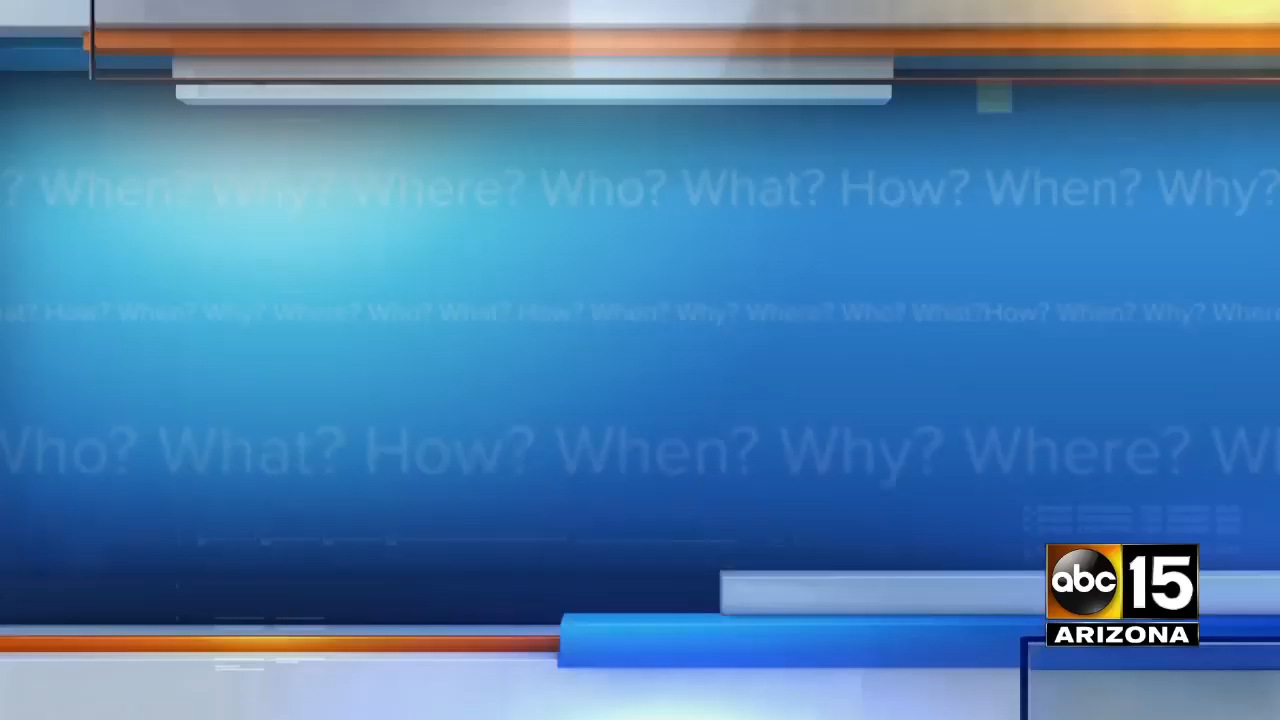 ? When? Why? Where? Who? What? How? When? Why?
at? How? When? Why? Where? Who? What? How? When? Why? Where? Who? What? How? When? Why? Wher
Who? What? How? When? Why? Where? W
abc 15
ARIZONA